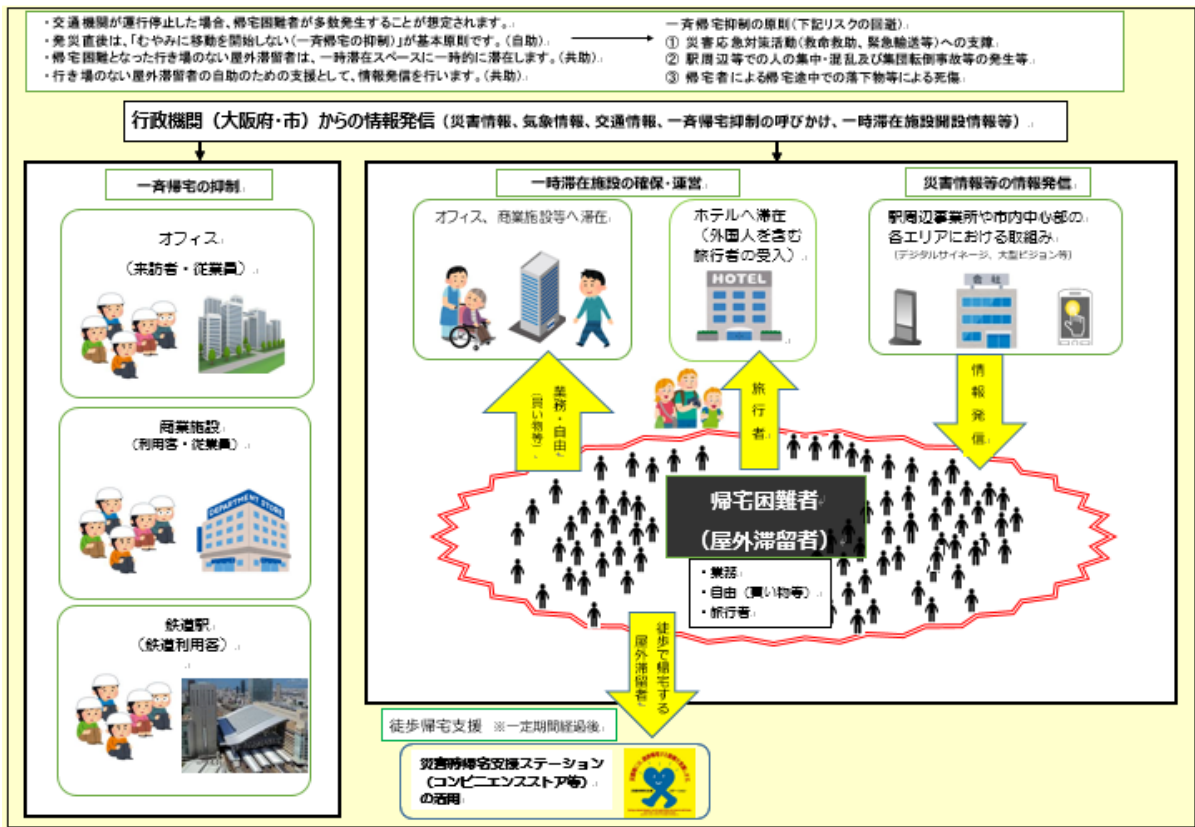 ・交通機関が運行停止した場合、帰宅困難者が多数発生することが想定されます。
・発災直後は、「むやみに移動を開始しない(一斉帰宅の抑制)」が基本原則です。(自助)
・帰宅困難となった行き場のない屋外滞留者は、一時滞在スペースに一時的に滞在します。(共助)
・行き場のない屋外滞留者の自助のための支援として、情報発信を行います。(共助)
一斉帰宅抑制の原則(下記リスクの回避)
① 災害応急対策活動(救命救助、緊急輸送等)への支障
② 駅周辺等での人の集中・混乱及び集団転倒事故等の発生等
③ 帰宅者による帰宅途中での落下物等による死傷
行政機関(大阪府・市)からの情報発信(災害情報、気象情報、交通情報、一斉帰宅抑制の呼びかけ、一時滞在施設開設情報等)
一斉帰宅の抑制
オフィス
(来訪者・従業員)
商業施設
(利用客・従業員)
DEPARTMENT STORE
鉄道駅
(鉄道利用客)
一時滞在施設の確保・運営
オフィス、商業施設等へ滞在
ホテルへ滞在
(外国人を含む
旅行者の受入)
HOTEL
災害情報等の情報発信
駅周辺事業所や市内中心部の
各エリアにおける取組み
(デジタルサイネージ、大型ビジョン等)
会社
業務・自由
(買い物等)
旅行者
情報発信
帰宅困難者
(屋外滞留者)
・業務
・自由(買い物等)
・旅行者
徒歩で帰宅する
屋外滞留者
徒歩帰宅支援 ※一定期間経過後
災害時帰宅支援ステーション
(コンビニエンスストア等)
の活用